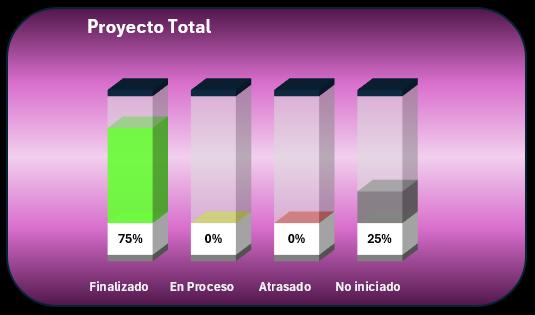 Proyecto Total
75% 0% 0% 25%
Finalizado En Proceso Atrasado No iniciado